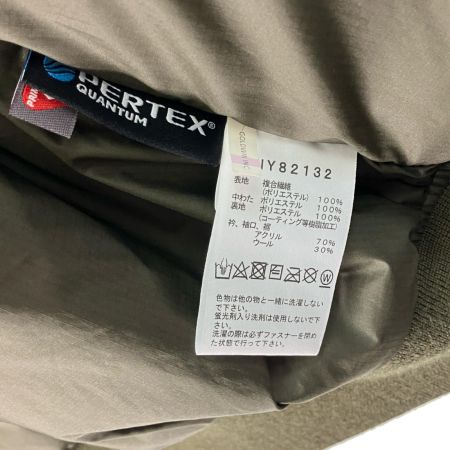 PERTEX®
QUANTUM
PRIM
GOLDWIN INC.
IY82132
表地 複合繊維
(ポリエステル) 100%
中わた ポリエステル 100%
裏地 ポリエステル 100%
(コーティング等樹脂加工)
衿、袖口、裾
アクリル 70%
ウール 30%
色物は他の物と一緒に洗濯しない
で下さい。
蛍光剤入り洗剤は使用しないで下
さい。
洗濯の際は必ずファスナーを閉め
た状態で行って下さい。